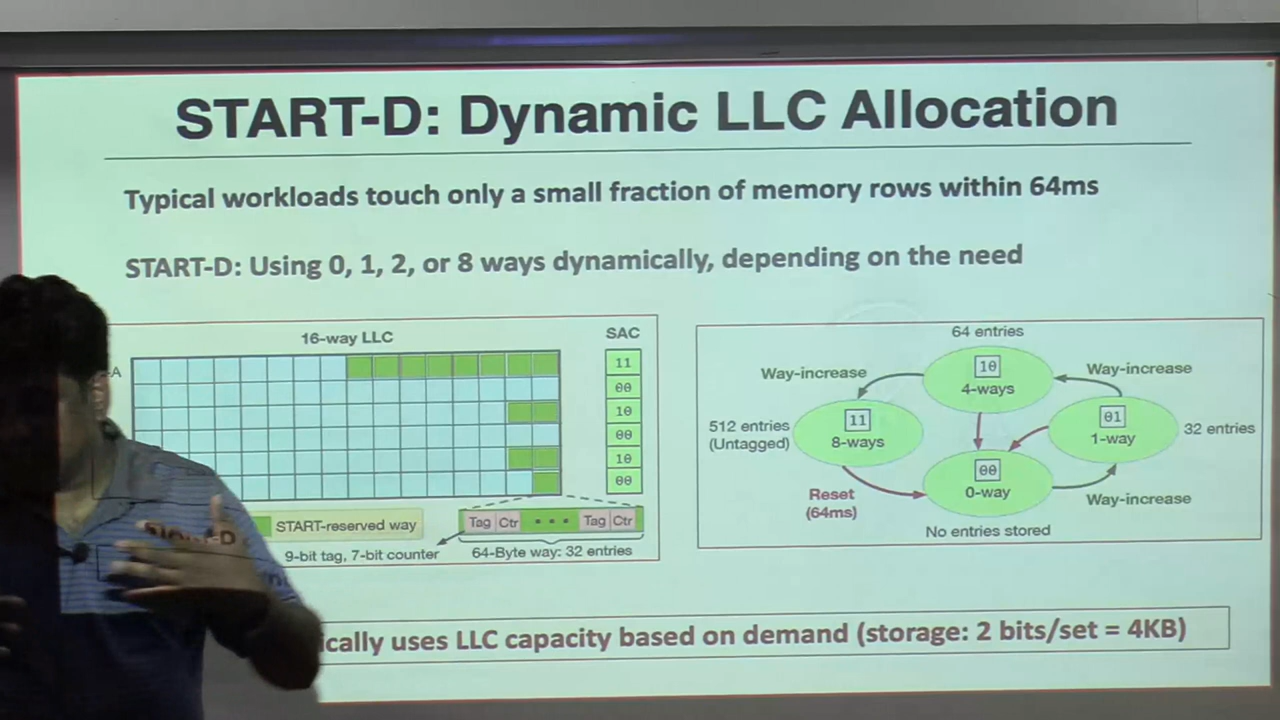 START-D: Dynamic LLC Allocation
Typical workloads touch only a small fraction of memory rows within 64ms
START-D: Using 0, 1, 2, or 8 ways dynamically, depending on the need
16-way LLC
SAC
A
11
00
10
00
10
00
START-reserved way
Tag Ctr • • • Tag Ctr
9-bit tag, 7-bit counter
64-Byte way: 32 entries
64 entries
10
4-ways
Way-increase
Way-increase
512 entries
(Untagged)
11
8-ways
01
1-way
32 entries
00
0-way
Reset
(64ms)
Way-increase
No entries stored
uses LLC capacity based on demand (storage: 2 bits/set = 4KB)